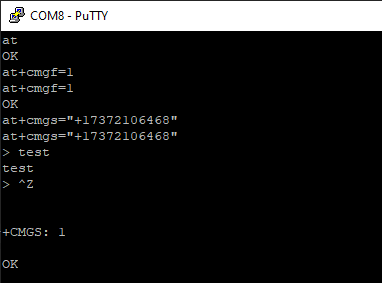 COM8 - PuTTY
at
OK
at+cmgf=1
at+cmgf=1
OK
at+cmgs="+17372106468"
at+cmgs="+17372106468"
> test
test
> ^Z
+CMGS: 1
OK